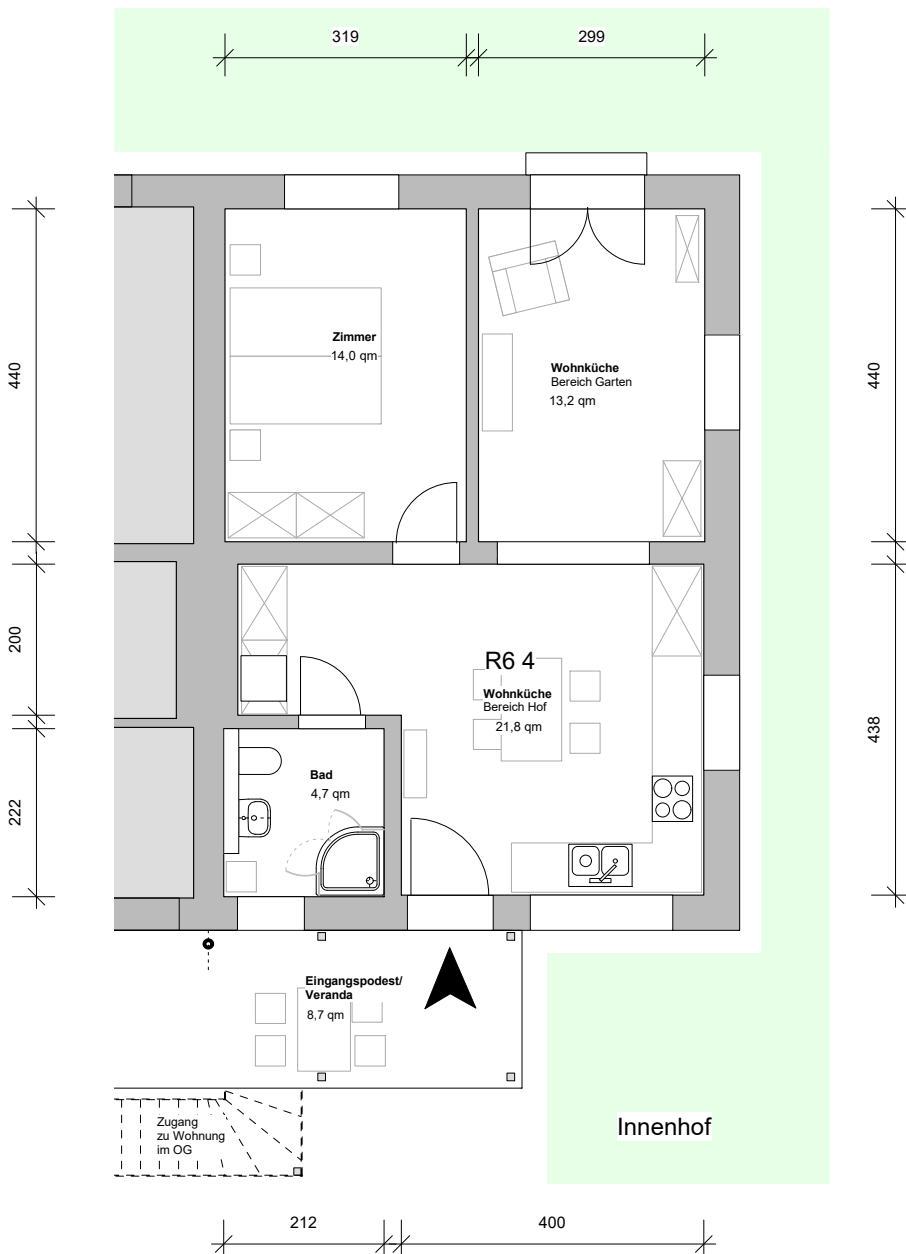 319
299
440
440
Zimmer
14,0 qm
Wohnküche
Bereich Garten
13,2 qm
200
R6 4
Wohnküche
Bereich Hof
21,8 qm
438
222
Bad
4,7 qm
Eingangspodest/
Veranda
8,7 qm
Zugang
zu Wohnung
im OG
Innenhof
212
400